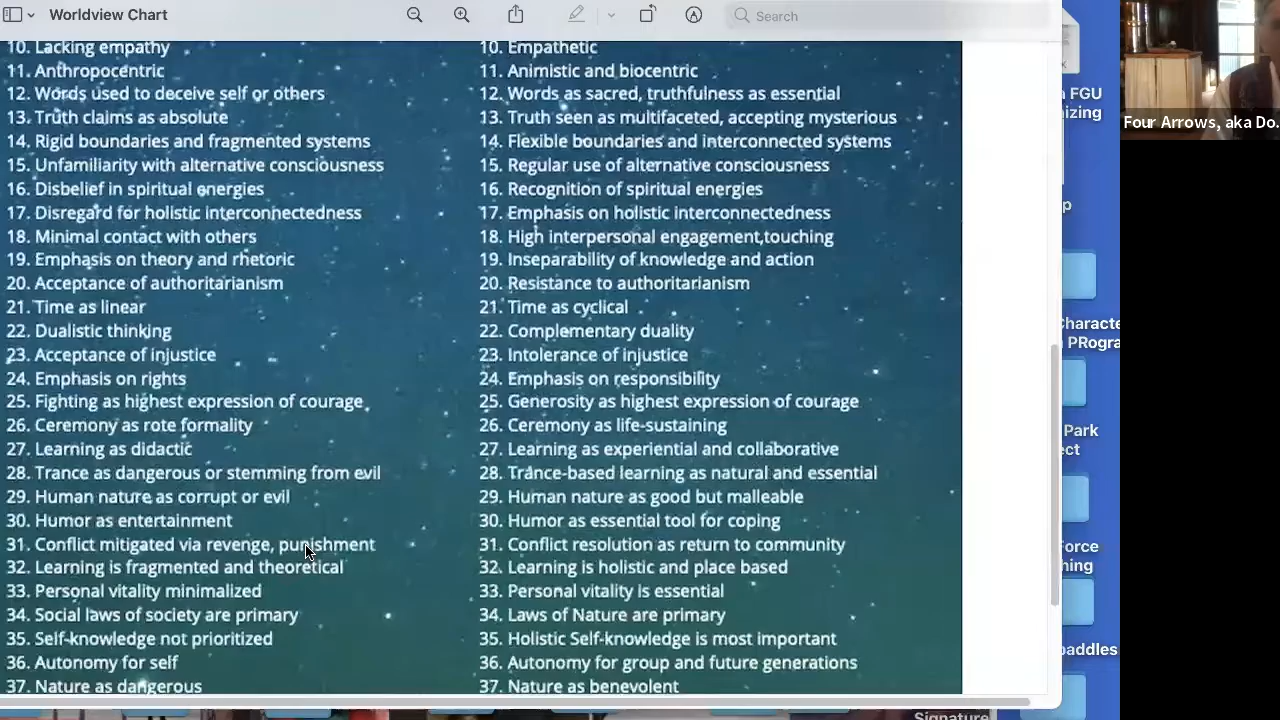 Worldview Chart
Search
10. Lacking empathy
11. Anthropocentric
12. Words used to deceive self or others
13. Truth claims as absolute
14. Rigid boundaries and fragmented systems
15. Unfamiliarity with alternative consciousness
16. Disbelief in spiritual energies
17. Disregard for holistic interconnectedness
18. Minimal contact with others
19. Emphasis on theory and rhetoric
20. Acceptance of authoritarianism
21. Time as linear
22. Dualistic thinking
23. Acceptance of injustice
24. Emphasis on rights
25. Fighting as highest expression of courage
26. Ceremony as rote formality
27. Learning as didactic
28. Trance as dangerous or stemming from evil
29. Human nature as corrupt or evil
30. Humor as entertainment
31. Conflict mitigated via revenge, punishment
32. Learning is fragmented and theoretical
33. Personal vitality minimalized
34. Social laws of society are primary
35. Self-knowledge not prioritized
36. Autonomy for self
37. Nature as dangerous
10. Empathetic
11. Animistic and biocentric
12. Words as sacred, truthfulness as essential
13. Truth seen as multifaceted, accepting mysterious
14. Flexible boundaries and interconnected systems
15. Regular use of alternative consciousness
16. Recognition of spiritual energies
17. Emphasis on holistic interconnectedness
18. High interpersonal engagement,touching
19. Inseparability of knowledge and action
20. Resistance to authoritarianism
21. Time as cyclical
22. Complementary duality
23. Intolerance of injustice
24. Emphasis on responsibility
25. Generosity as highest expression of courage
26. Ceremony as life-sustaining
27. Learning as experiential and collaborative
28. Trance-based learning as natural and essential
29. Human nature as good but malleable
30. Humor as essential tool for coping
31. Conflict resolution as return to community
32. Learning is holistic and place based
33. Personal vitality is essential
34. Laws of Nature are primary
35. Holistic Self-knowledge is most important
36. Autonomy for group and future generations
37. Nature as benevolent
Four Arrows, aka Do...
FGU
izing
p
Characte
PRogra
Park
ect
Force
hing
paddles
Signature